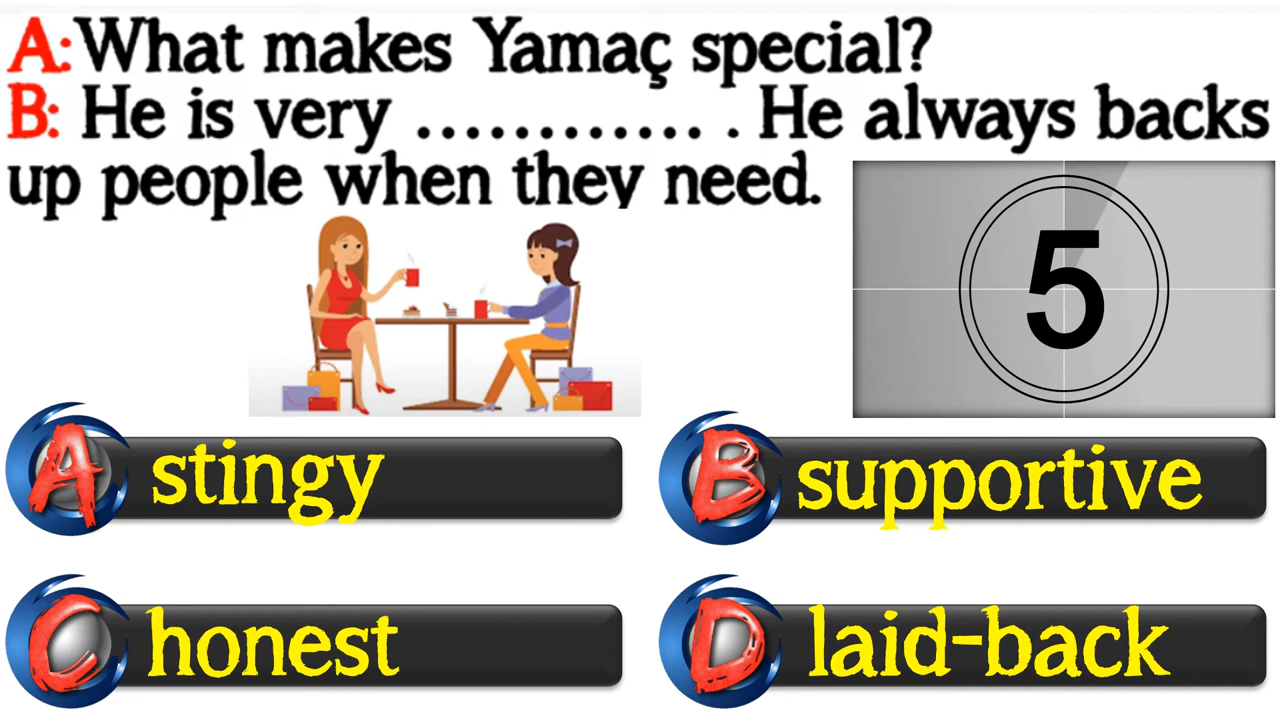 A: What makes Yamaç special?
B: He is very ............. . He always backs
up people when they need.
5
A stingy
B supportive
C honest
D laid-back